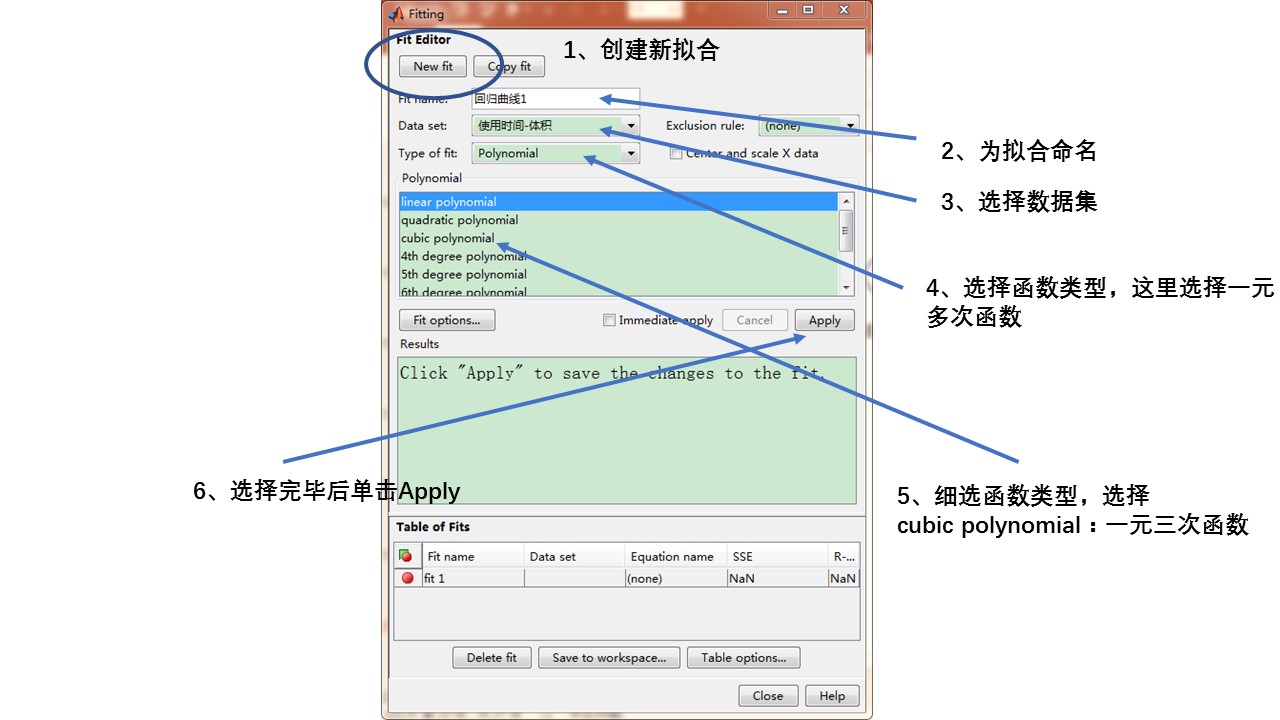 Fitting
Fit Editor
New fit
Copy fit
1、创建新拟合
Fit name:
回归曲线1
2、为拟合命名
Data set:
使用时间-体积
Exclusion rule:
(none)
3、选择数据集
Type of fit:
Polynomial
Center and scale X data
Polynomial
linear polynomial
quadratic polynomial
cubic polynomial
4th degree polynomial
5th degree polynomial
6th degree polynomial
4、选择函数类型，这里选择一元
多次函数
Fit options...
Immediate apply
Cancel
Apply
Results
Click "Apply" to save the changes to the fit.
6、选择完毕后单击Apply
5、细选函数类型，选择
cubic polynomial：一元三次函数
Table of Fits
Fit name
Data set
Equation name
SSE
R-...
fit 1
(none)
NaN
NaN
Delete fit
Save to workspace...
Table options...
Close
Help